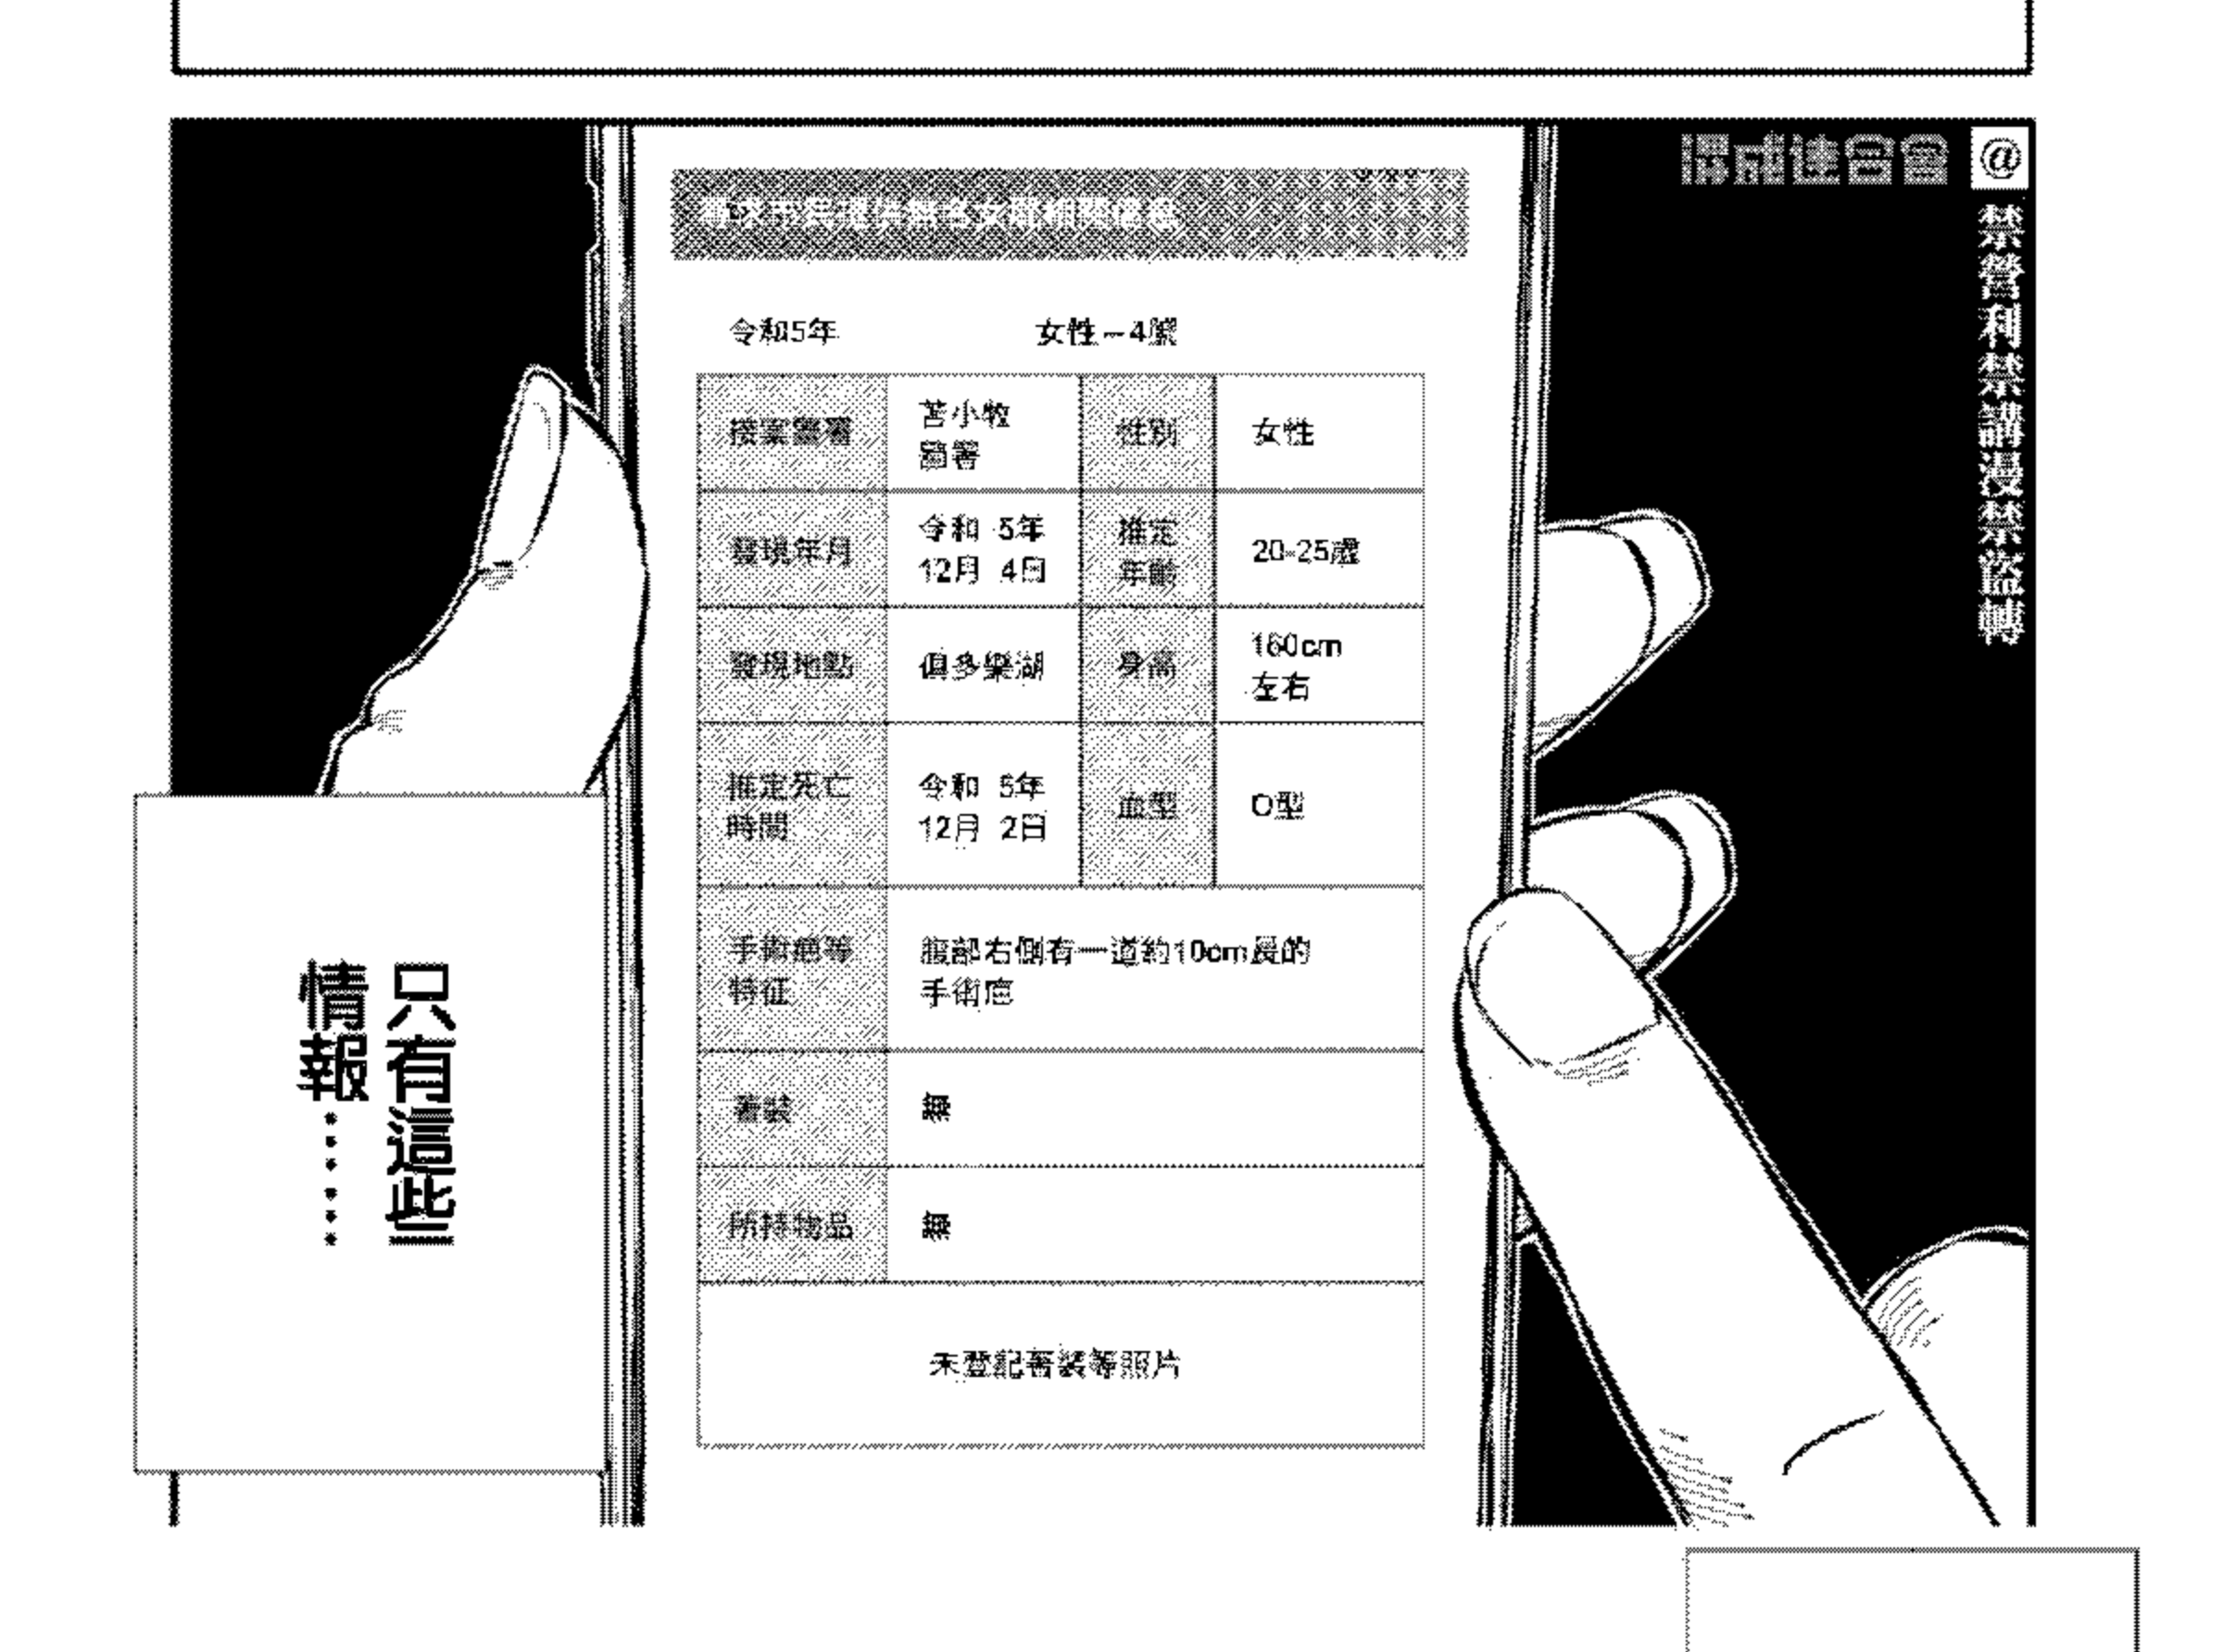 @
禁營利禁講漫禁盜轉
令和5年
女性－4號
接案警署
苫小牧
警署
性別
女性
發現年月
令和 5年
12月 4日
推定
年齡
20-25歲
發現地點
俱多樂湖
身高
160cm
左右
推定死亡
時間
令和 5年
12月 2日
血型
O型
手術疤等
特征
腹部右側有一道約10cm長的
手術疤
著裝
無
所持物品
無
未登記著裝等照片
只有這些
情報……